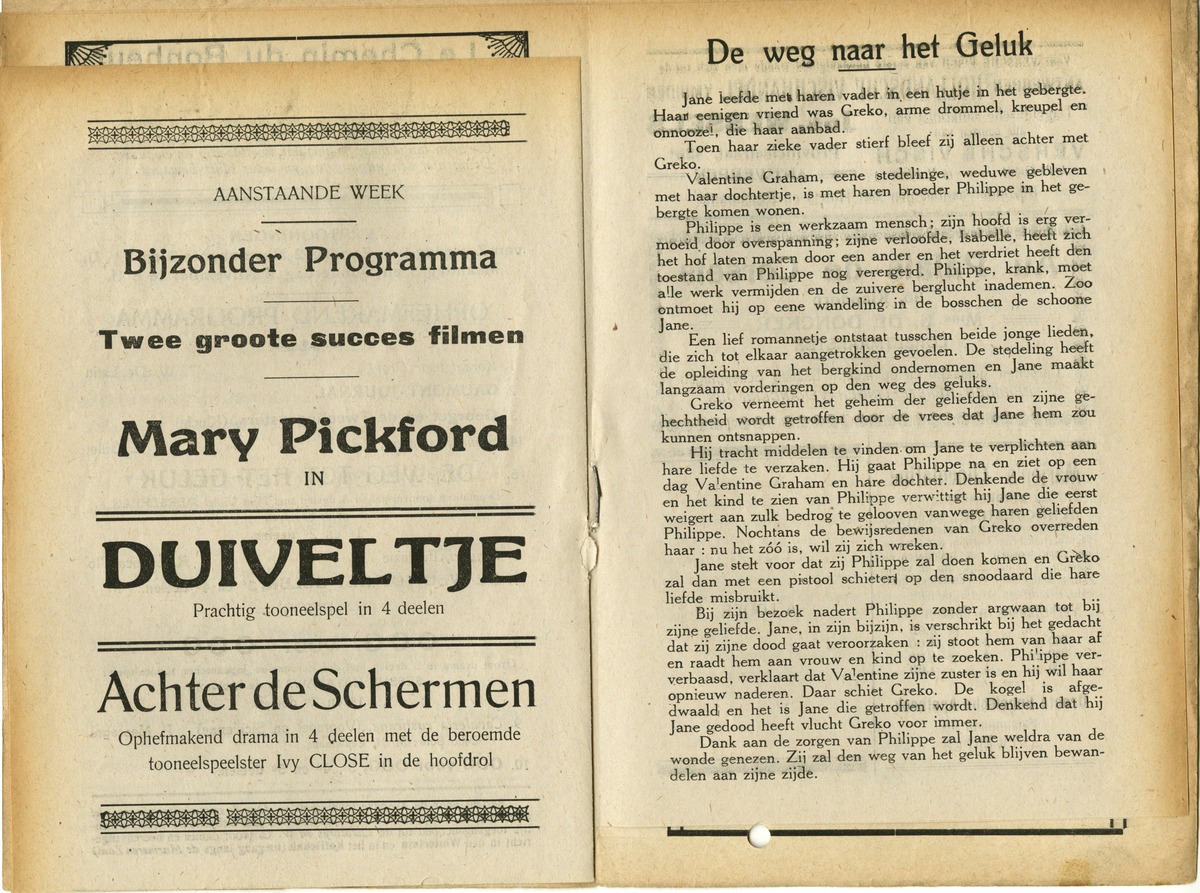 AANSTAANDE WEEK
Bijzonder Programma
Twee groote succes filmen
Mary Pickford
IN
DUIVELTJE
Prachtig tooneelspel in 4 deelen
Achter de Schermen
Ophefmakend drama in 4 deelen met de beroemde
tooneelspeelster Ivy CLOSE in de hoofdrol
De weg naar het Geluk
Jane leefde met haren vader in een hutje in het gebergte.
Haar eenigen vriend was Greko, arme drommel, kreupel en
onnoozel, die haar aanbad.
Toen haar zieke vader stierf bleef zij alleen achter met
Greko.
Valentine Graham, eene stedelinge, weduwe gebleven
met haar dochtertje, is met haren broeder Philippe in het ge-
bergte komen wonen.
Philippe is een werkzaam mensch; zijn hoofd is erg ver-
moeid door overspanning; zijne verloofde, Isabelle, heeft zich
het hof laten maken door een ander en het verdriet heeft den
toestand van Philippe nog verergerd. Philippe, krank, moet
alle werk vermijden en de zuivere berglucht inademen. Zoo
ontmoet hij op eene wandeling in de bosschen de schoone
Jane.
Een lief romannetje ontstaat tusschen beide jonge lieden,
die zich tot elkaar aangetrokken gevoelen. De stedeling heeft
de opleiding van het bergkind ondernomen en Jane maakt
langzaam vorderingen op den weg des geluks.
Greko verneemt het geheim der geliefden en zijne ge-
hechtheid wordt getroffen door de vrees dat Jane hem zou
kunnen ontsnappen.
Hij tracht middelen te vinden om Jane te verplichten aan
hare liefde te verzaken. Hij gaat Philippe na en ziet op een
dag Valentine Graham en hare dochter. Denkende de vrouw
en het kind te zien van Philippe verwittigt hij Jane die eerst
weigert aan zulk bedrog te gelooven vanwege haren geliefden
Philippe. Nochtans de bewijsredenen van Greko overreden
haar : nu het zóó is, wil zij zich wreken.
Jane stelt voor dat zij Philippe zal doen komen en Greko
zal dan met een pistool schieten op den snoodaard die hare
liefde misbruikt.
Bij zijn bezoek nadert Philippe zonder argwaan tot bij
zijne geliefde. Jane, in zijn bijzijn, is verschrikt bij het gedacht
dat zij zijne dood gaat veroorzaken : zij stoot hem van haar af
en raadt hem aan vrouw en kind op te zoeken. Philippe ver-
verbaasd, verklaart dat Valentine zijne zuster is en hij wil haar
opnieuw naderen. Daar schiet Greko. De kogel is afge-
dwaald en het is Jane die getroffen wordt. Denkend dat hij
Jane gedood heeft vlucht Greko voor immer.
Dank aan de zorgen van Philippe zal Jane weldra van de
wonde genezen. Zij zal den weg van het geluk blijven bewan-
delen aan zijne zijde.